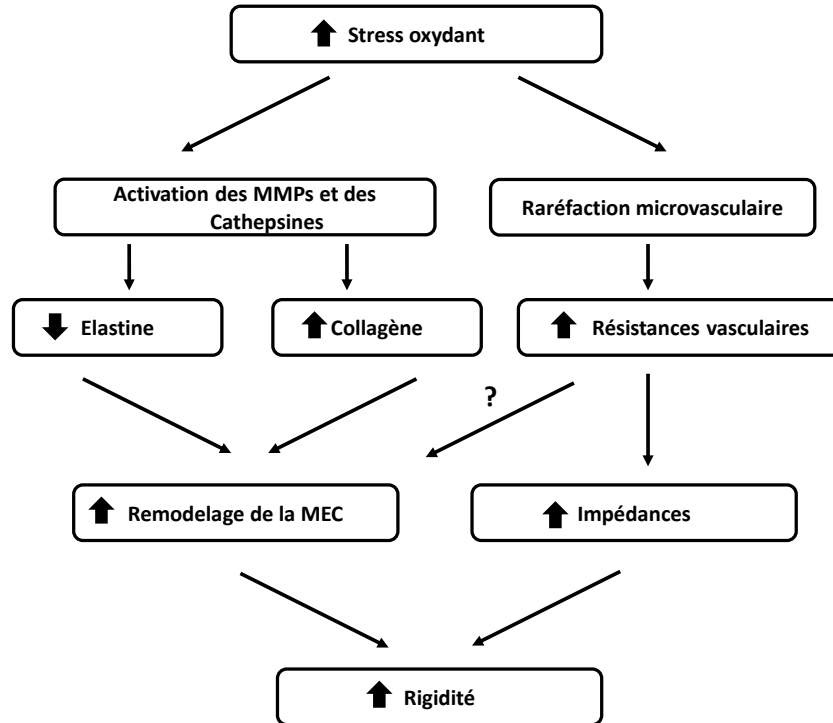 Stress oxydant
Activation des MMPs et des
Cathepsines
Raréfaction microvasculaire
Elastine
Collagène
Résistances vasculaires
?
Remodelage de la MEC
Impédances
Rigidité